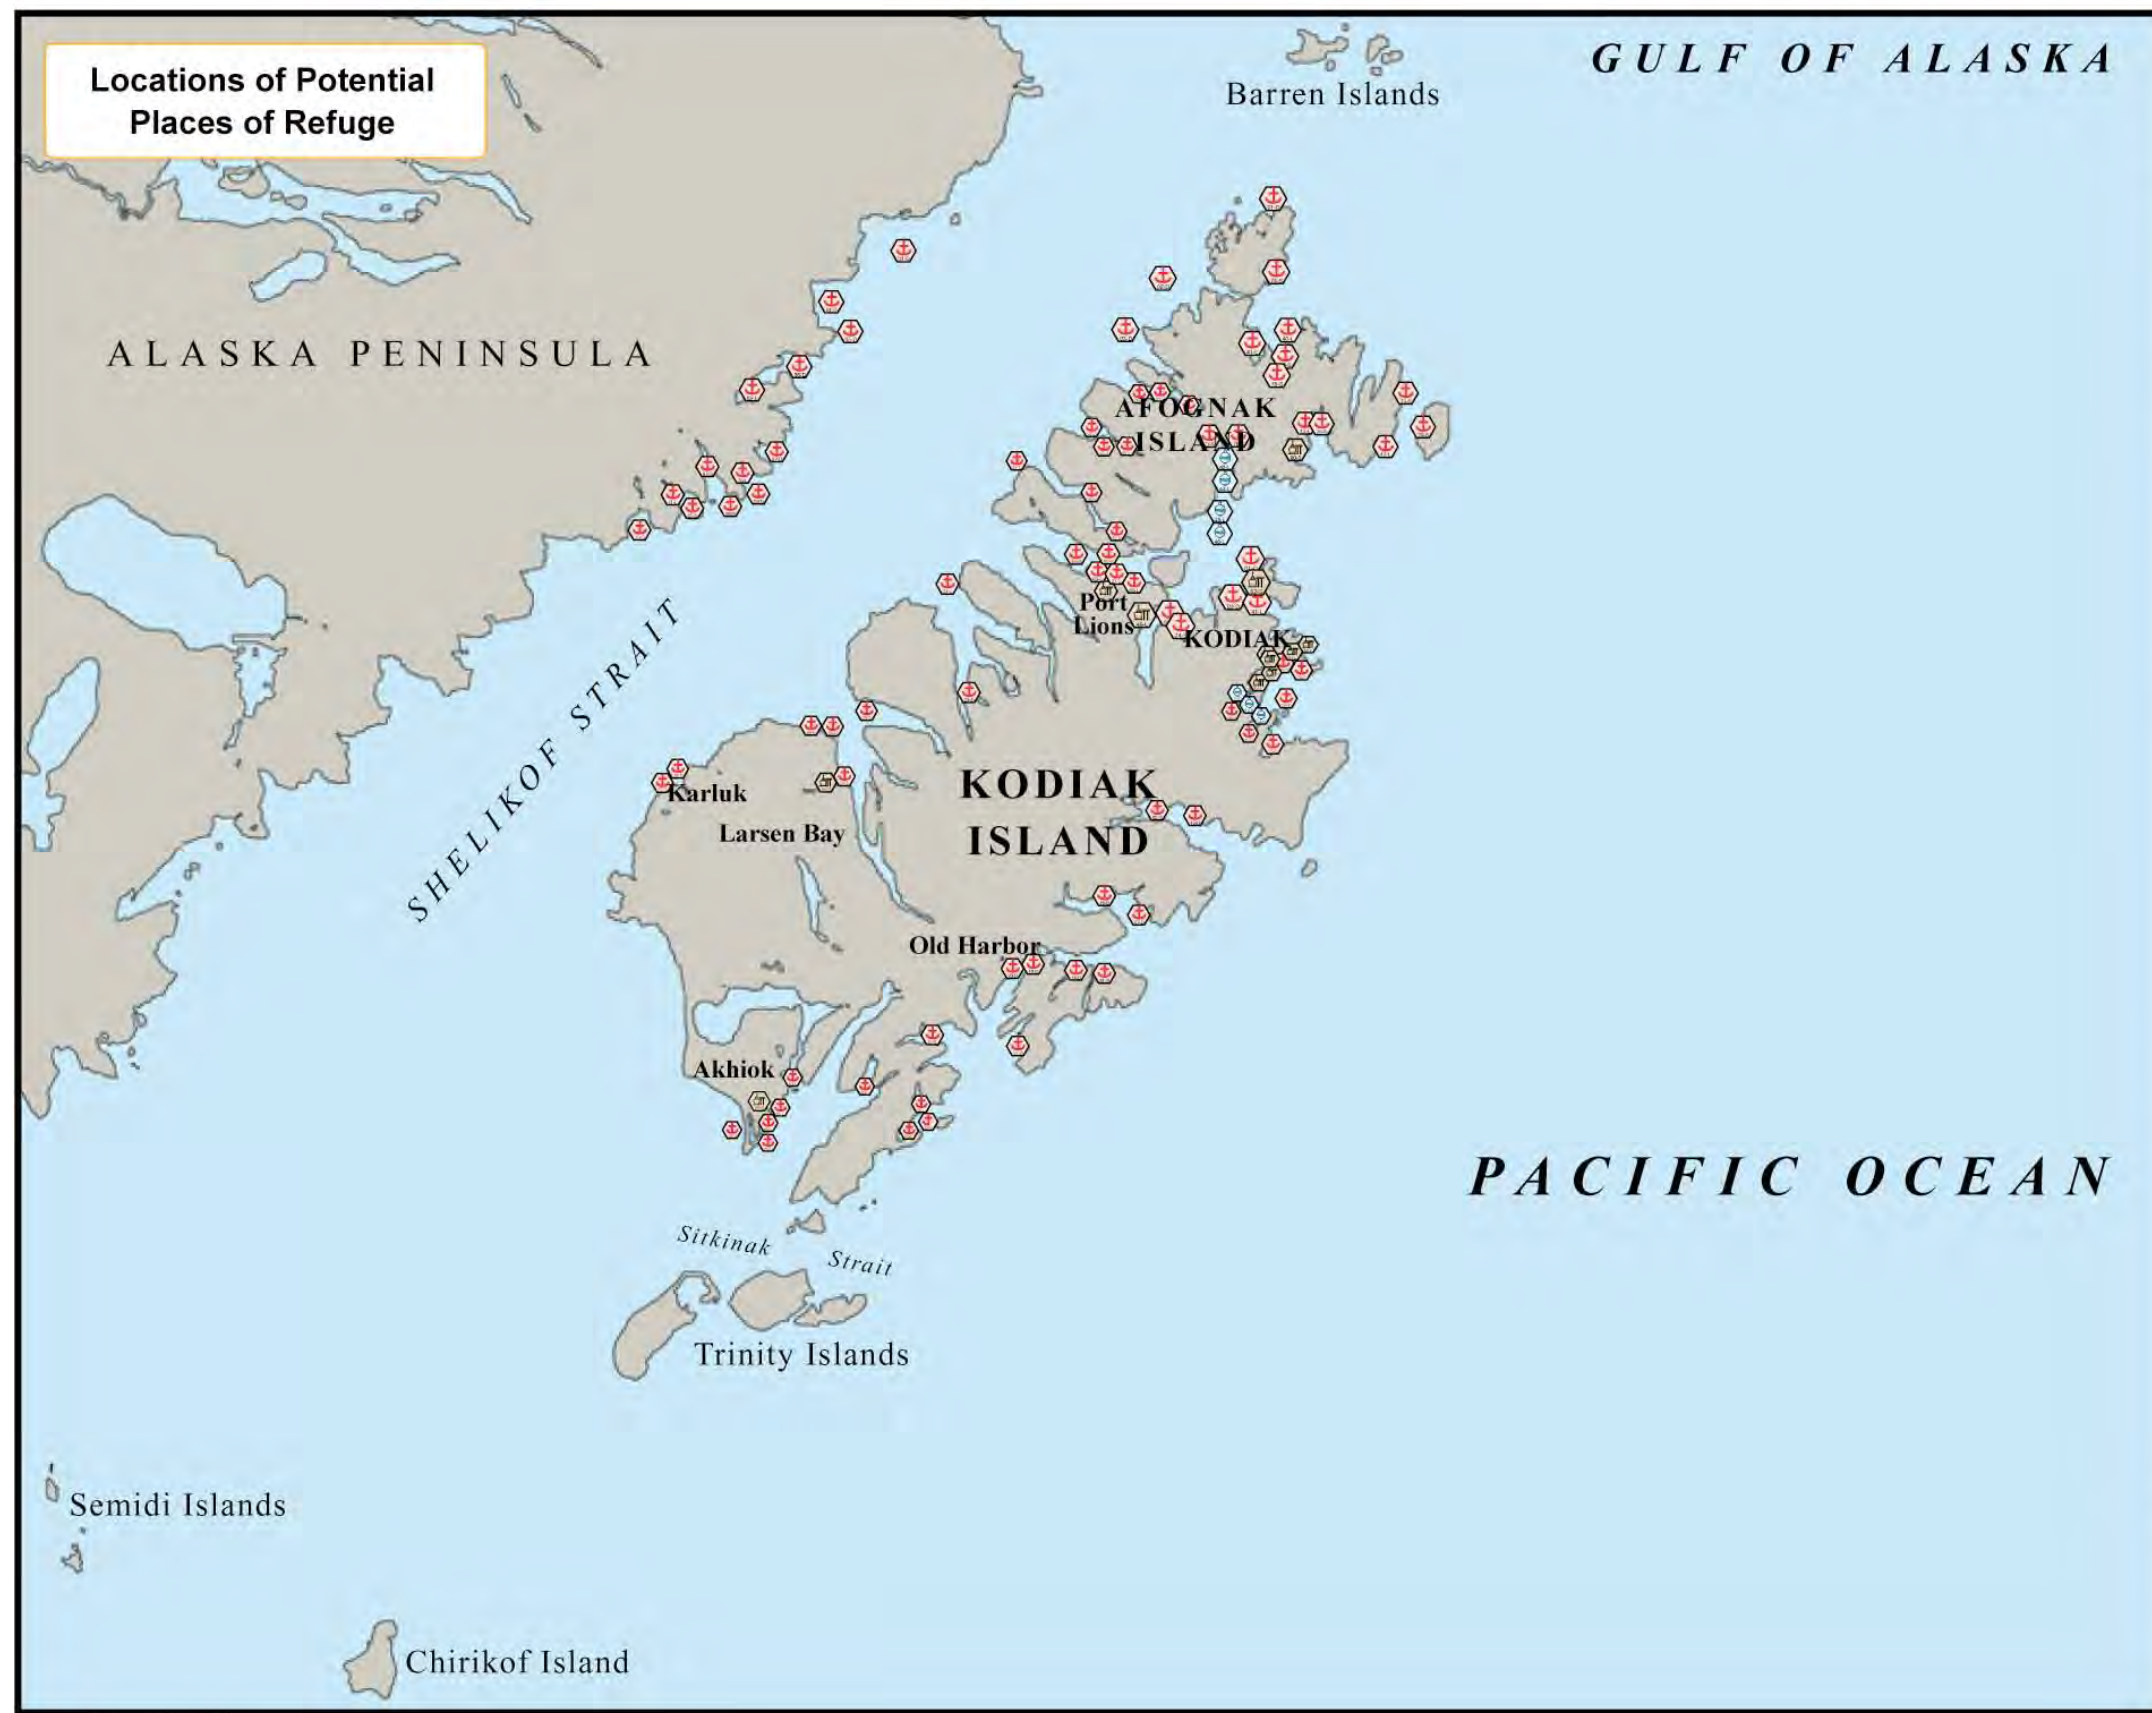 Locations of Potential
Places of Refuge
GULF OF ALASKA
Barren Islands
ALASKA PENINSULA
AFOGNAK
ISLAND
Port
Lions
KODIAK
SHELIKOF STRAIT
KODIAK
ISLAND
Karluk
Larsen Bay
Old Harbor
Akhiok
PACIFIC OCEAN
Sitkinak Strait
Trinity Islands
Semidi Islands
Chirikof Island